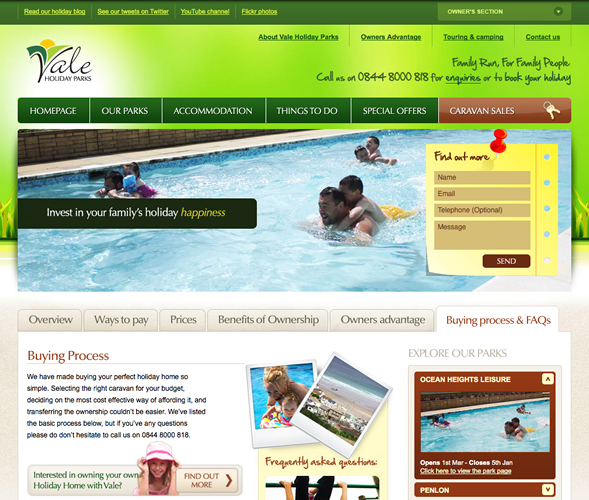 Read our holiday blog
See our tweets on Twitter
YouTube channel
Flickr photos
OWNER'S SECTION
About Vale Holiday Parks
Owners Advantage
Touring & camping
Contact us
Vale
HOLIDAY PARKS
Family Run, For Family People
Call us on 0844 8000 818 for enquiries or to book your holiday
HOMEPAGE
OUR PARKS
ACCOMMODATION
THINGS TO DO
SPECIAL OFFERS
CARAVAN SALES
Invest in your family's holiday happiness
Find out more
Name
Email
Telephone (Optional)
Message
SEND
Overview
Ways to pay
Prices
Benefits of Ownership
Owners advantage
Buying process & FAQs
Buying Process
We have made buying your perfect holiday home so
simple. Selecting the right caravan for your budget,
deciding on the most cost effective way of affording it, and
transferring the ownership couldn't be easier. We've listed
the basic process below, but if you've any questions
please do don't hesitate to call us on 0844 8000 818.
Interested in owning your own
Holiday Home with Vale?
FIND OUT
MORE
Frequently asked questions:
EXPLORE OUR PARKS
OCEAN HEIGHTS LEISURE
Opens 1st Mar - Closes 5th Jan
Click here to view the park page
PENLON